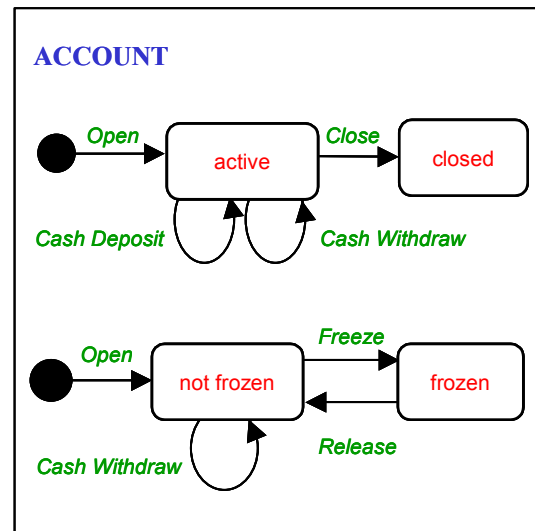 ACCOUNT
Open
active
Close
closed
Cash Deposit
Cash Withdraw
Open
not frozen
Freeze
frozen
Release
Cash Withdraw